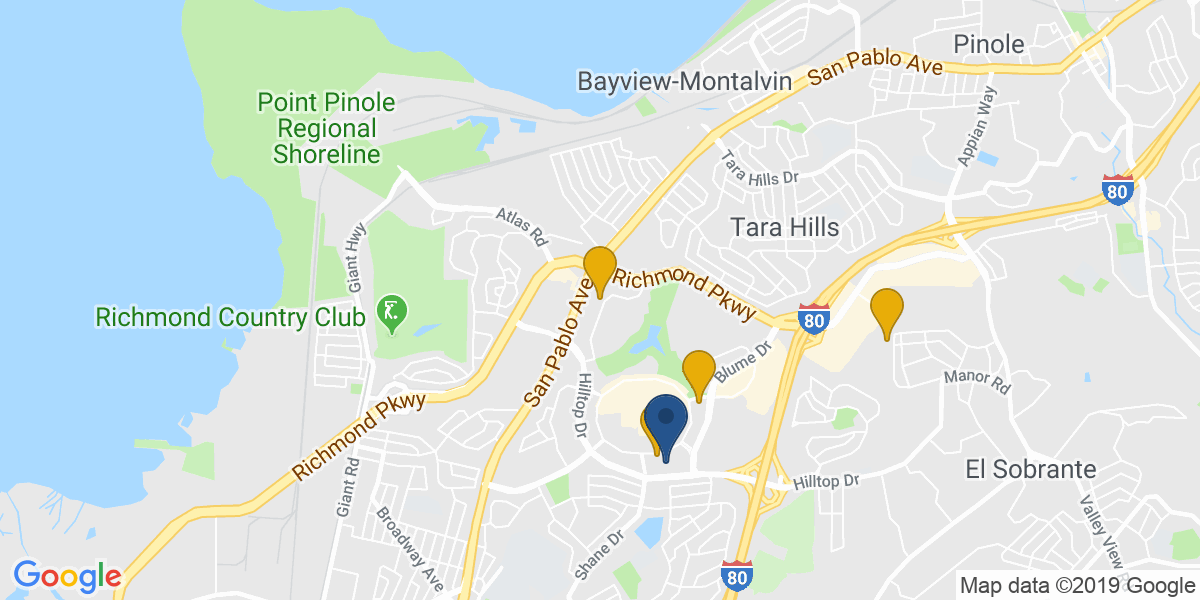 Pinole
San Pablo Ave
Bayview-Montalvin
Point Pinole
Regional
Shoreline
Appian Way
Tara Hills Dr
80
Atlas Rd
Tara Hills
Giant Hwy
Richmond Pkwy
Richmond Country Club
80
San Pablo Ave
Blume Dr
Manor Rd
Hilltop Dr
Richmond Pkwy
El Sobrante
Giant Rd
Hilltop Dr
Broadway Ave
Valley View
Shane Dr
80
Google
Map data ©2019 Google